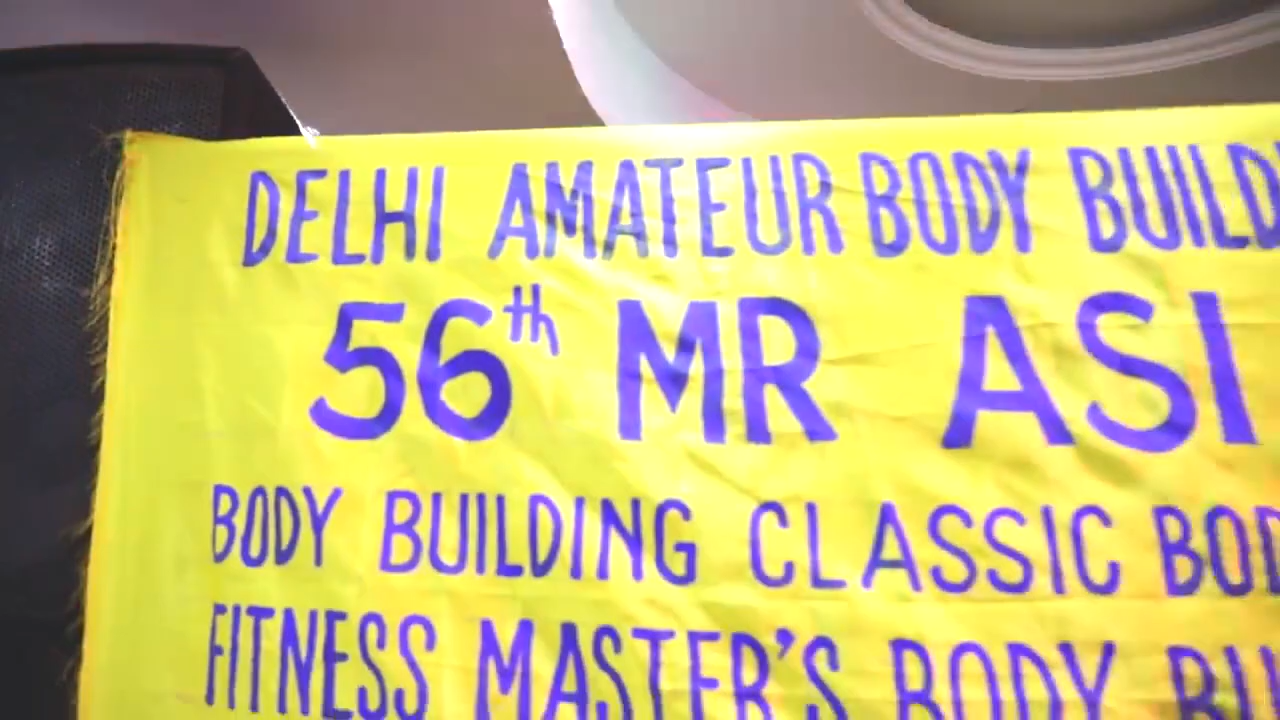 DELHI AMATEUR BODY BUILD
56th MR ASI
BODY BUILDING CLASSIC BOD
FITNESS MASTER'S BODY BUI